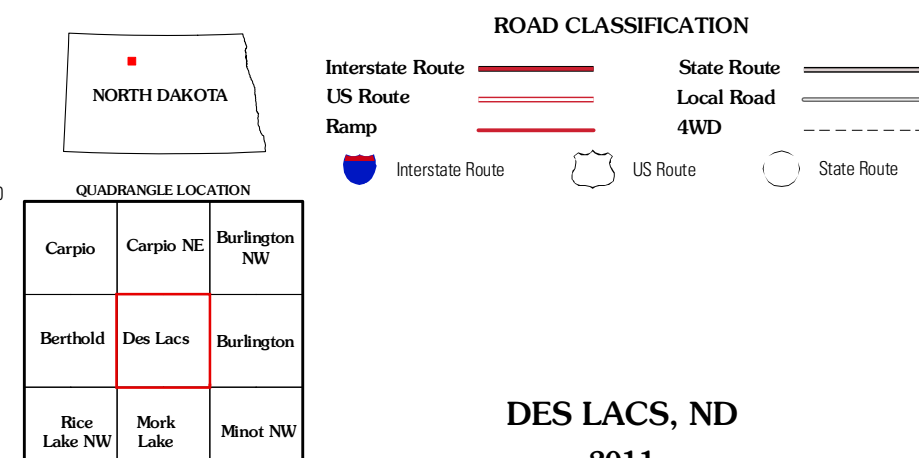 ROAD CLASSIFICATION
Interstate Route
State Route
US Route
Local Road
Ramp
4WD
Interstate Route
US Route
State Route
NORTH DAKOTA
QUADRANGLE LOCATION
Carpio
Carpio NE
Burlington
NW
Berthold
Des Lacs
Burlington
Rice
Lake NW
Mork
Lake
Minot NW
DES LACS, ND
2011